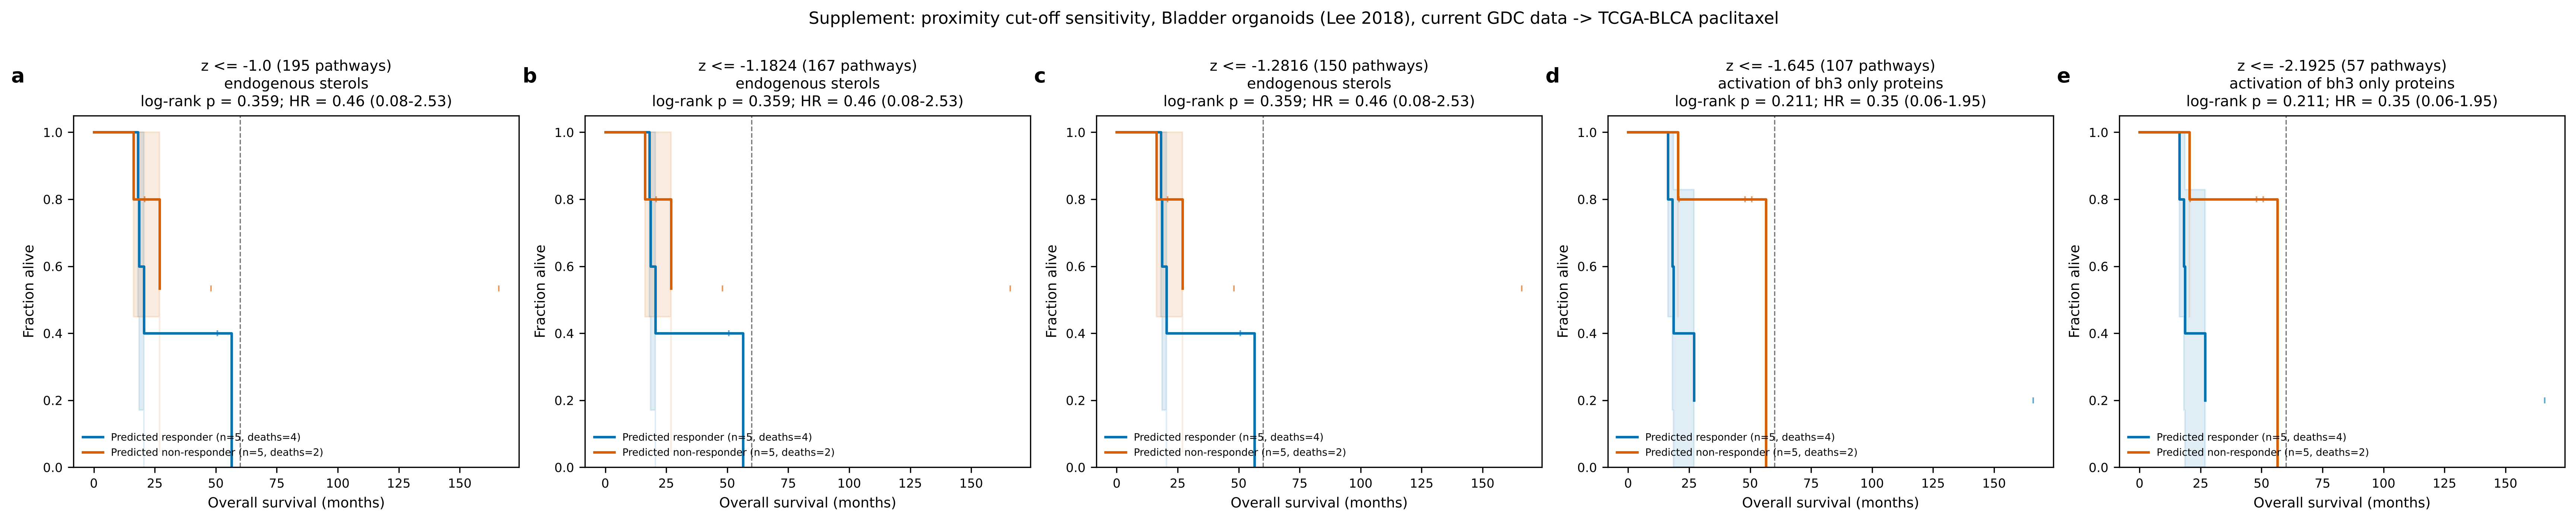 Supplement: proximity cut-off sensitivity, Bladder organoids (Lee 2018), current GDC data -> TCGA-BLCA paclitaxel
a
z <= -1.0 (195 pathways)
endogenous sterols
log-rank p = 0.359; HR = 0.46 (0.08-2.53)
Fraction alive
1.0
0.8
0.6
0.4
0.2
0.0
Predicted responder (n=5, deaths=4)
Predicted non-responder (n=5, deaths=2)
0 25 50 75 100 125 150
Overall survival (months)
b
z <= -1.1824 (167 pathways)
endogenous sterols
log-rank p = 0.359; HR = 0.46 (0.08-2.53)
Fraction alive
1.0
0.8
0.6
0.4
0.2
0.0
Predicted responder (n=5, deaths=4)
Predicted non-responder (n=5, deaths=2)
0 25 50 75 100 125 150
Overall survival (months)
c
z <= -1.2816 (150 pathways)
endogenous sterols
log-rank p = 0.359; HR = 0.46 (0.08-2.53)
Fraction alive
1.0
0.8
0.6
0.4
0.2
0.0
Predicted responder (n=5, deaths=4)
Predicted non-responder (n=5, deaths=2)
0 25 50 75 100 125 150
Overall survival (months)
d
z <= -1.645 (107 pathways)
activation of bh3 only proteins
log-rank p = 0.211; HR = 0.35 (0.06-1.95)
Fraction alive
1.0
0.8
0.6
0.4
0.2
0.0
Predicted responder (n=5, deaths=4)
Predicted non-responder (n=5, deaths=2)
0 25 50 75 100 125 150
Overall survival (months)
e
z <= -2.1925 (57 pathways)
activation of bh3 only proteins
log-rank p = 0.211; HR = 0.35 (0.06-1.95)
Fraction alive
1.0
0.8
0.6
0.4
0.2
0.0
Predicted responder (n=5, deaths=4)
Predicted non-responder (n=5, deaths=2)
0 25 50 75 100 125 150
Overall survival (months)